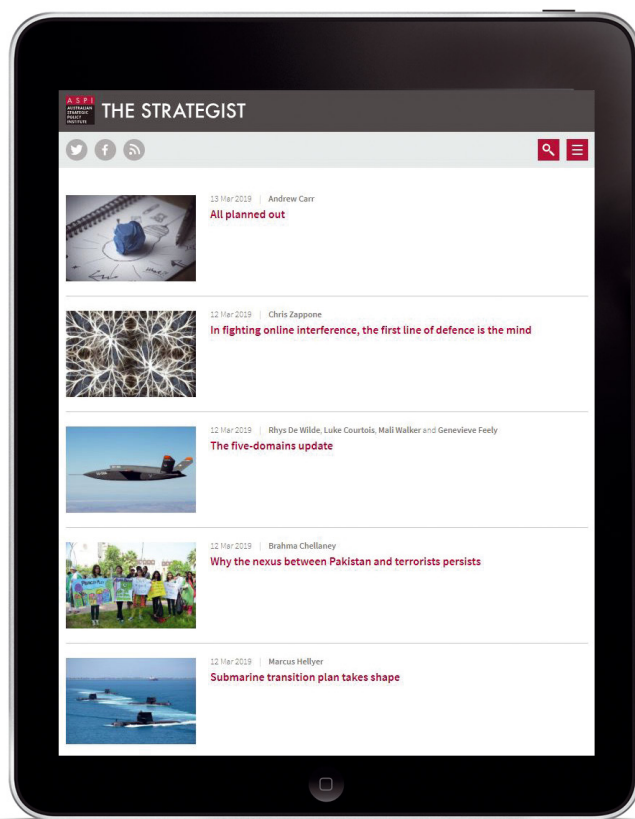 ASPI
AUSTRALIAN
STRATEGIC
POLICY
INSTITUTE
THE STRATEGIST
13 Mar 2019 | Andrew Carr
All planned out
12 Mar 2019 | Chris Zappone
In fighting online interference, the first line of defence is the mind
12 Mar 2019 | Rhys De Wilde, Luke Courtois, Mali Walker and Genevieve Feely
The five-domains update
12 Mar 2019 | Brahma Chellaney
Why the nexus between Pakistan and terrorists persists
12 Mar 2019 | Marcus Hellyer
Submarine transition plan takes shape